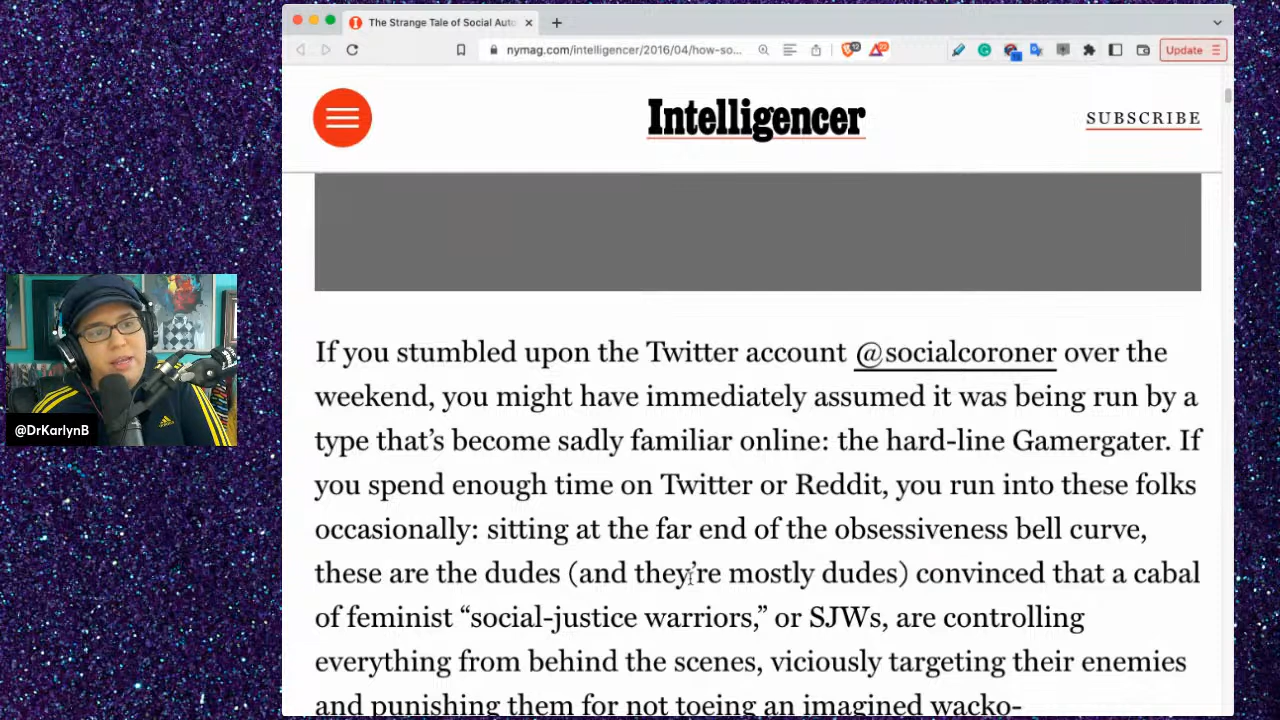 The Strange Tale of Social Auto
nymag.com/intelligencer/2016/04/how-so...
Update
Intelligencer
SUBSCRIBE
@DrKarlynB
If you stumbled upon the Twitter account @socialcoroner over the
weekend, you might have immediately assumed it was being run by a
type that’s become sadly familiar online: the hard-line Gamergater. If
you spend enough time on Twitter or Reddit, you run into these folks
occasionally: sitting at the far end of the obsessiveness bell curve,
these are the dudes (and they’re mostly dudes) convinced that a cabal
of feminist “social-justice warriors,” or SJWs, are controlling
everything from behind the scenes, viciously targeting their enemies
and punishing them for not toeing an imagined wacko-